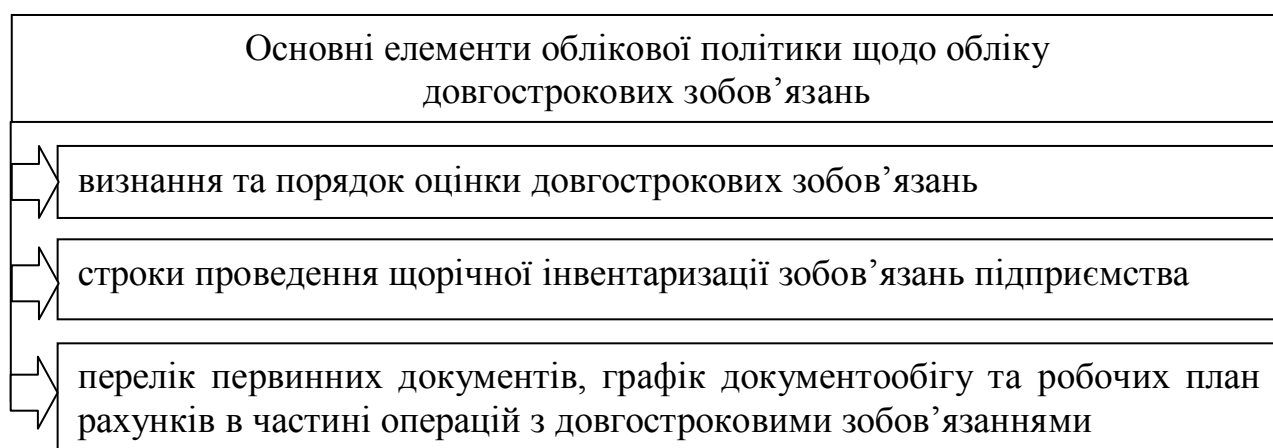 Основні елементи облікової політики щодо обліку
довгострокових зобов’язань
визнання та порядок оцінки довгострокових зобов’язань
строки проведення щорічної інвентаризації зобов’язань підприємства
перелік первинних документів, графік документообігу та робочих план
рахунків в частині операцій з довгостроковими зобов’язаннями